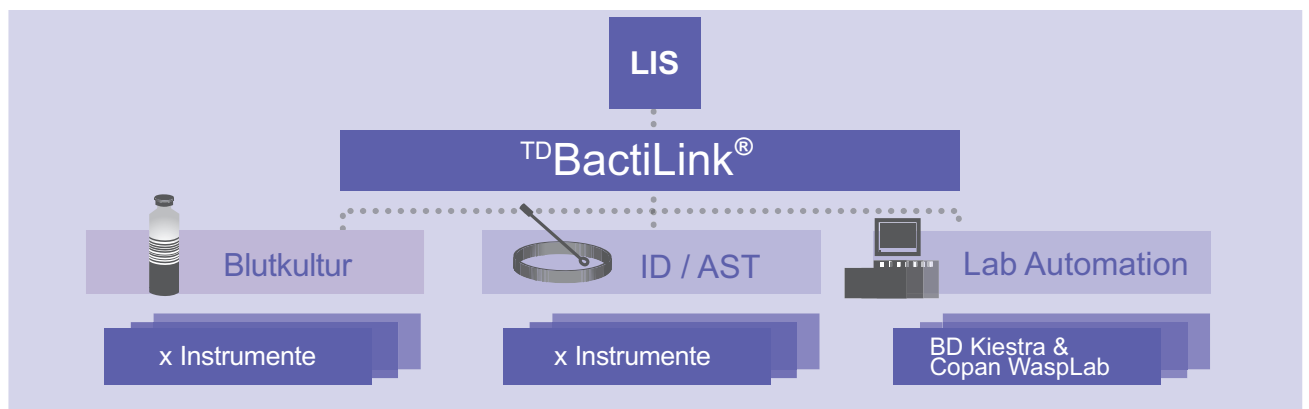 LIS
TDBactiLink®
Blutkultur
ID / AST
Lab Automation
x Instrumente
x Instrumente
BD Kiestra &
Copan WaspLab